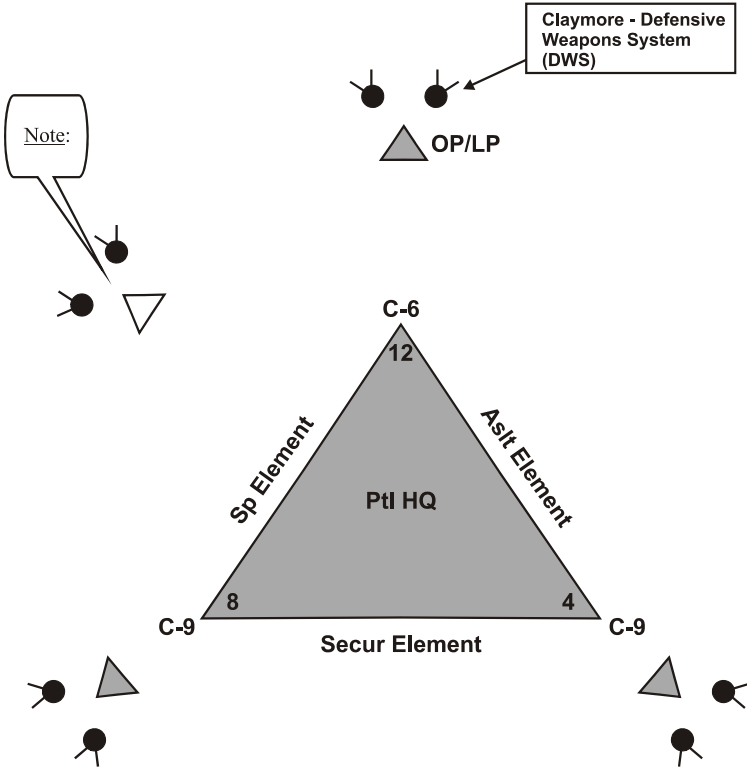 Claymore - Defensive
Weapons System
(DWS)
Note:
OP/LP
C-6
12
Sp Element
Aslt Element
Ptl HQ
8
4
C-9
C-9
Secur Element